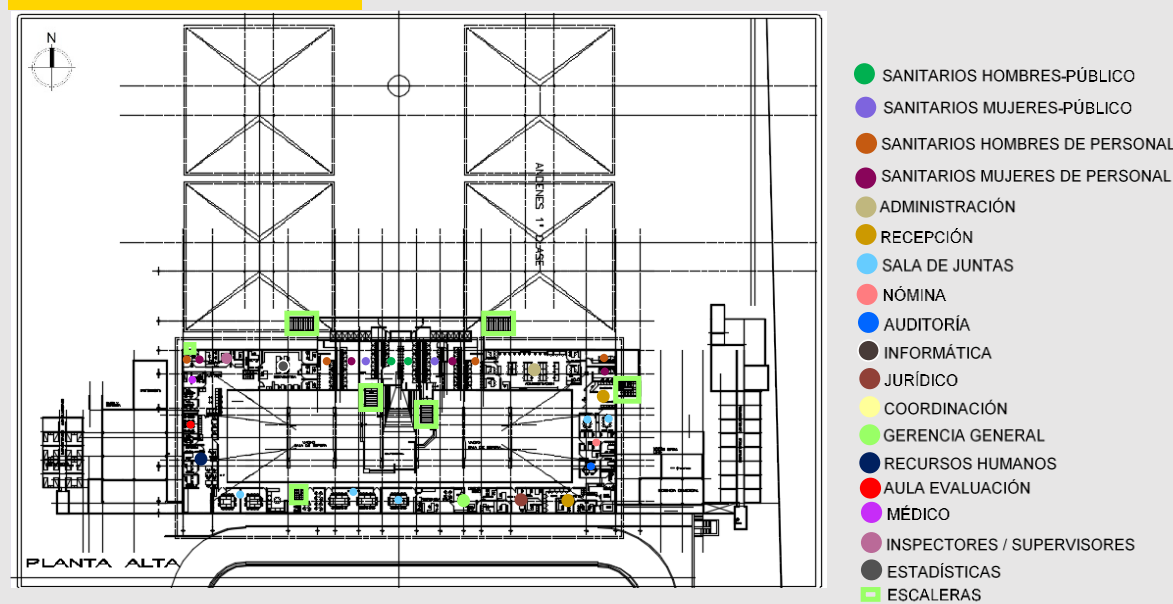 N
ANDENES 1ª CLASE
PLANTA ALTA
SANITARIOS HOMBRES-PÚBLICO
SANITARIOS MUJERES-PÚBLICO
SANITARIOS HOMBRES DE PERSONAL
SANITARIOS MUJERES DE PERSONAL
ADMINISTRACIÓN
RECEPCIÓN
SALA DE JUNTAS
NÓMINA
AUDITORÍA
INFORMÁTICA
JURÍDICO
COORDINACIÓN
GERENCIA GENERAL
RECURSOS HUMANOS
AULA EVALUACIÓN
MÉDICO
INSPECTORES / SUPERVISORES
ESTADÍSTICAS
ESCALERAS